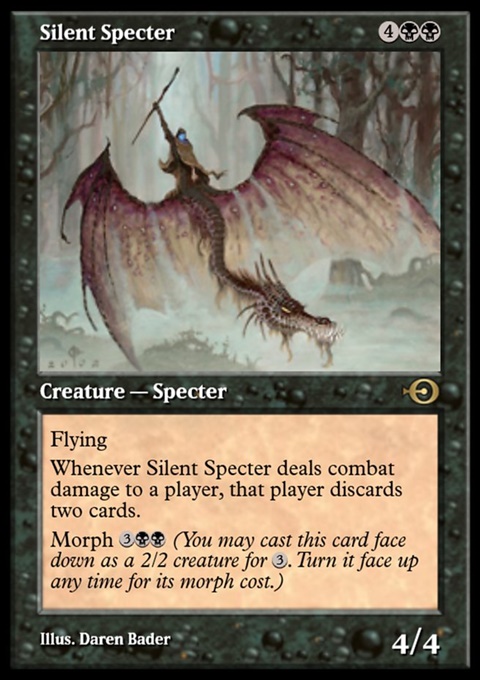 Silent Specter 4
Creature — Specter
Flying
Whenever Silent Specter deals combat
damage to a player, that player discards
two cards.
Morph 3 (You may cast this card face
down as a 2/2 creature for 3. Turn it face up
any time for its morph cost.)
Illus. Daren Bader
4/4